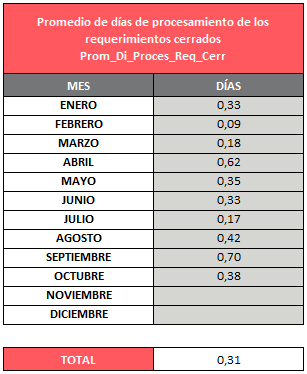 Promedio de días de procesamiento de los
requerimientos cerrados
Prom_Di_Proces_Req_Cerr
MES DÍAS
ENERO 0,33
FEBRERO 0,09
MARZO 0,18
ABRIL 0,62
MAYO 0,35
JUNIO 0,33
JULIO 0,17
AGOSTO 0,42
SEPTIEMBRE 0,70
OCTUBRE 0,38
NOVIEMBRE
DICIEMBRE
TOTAL 0,31